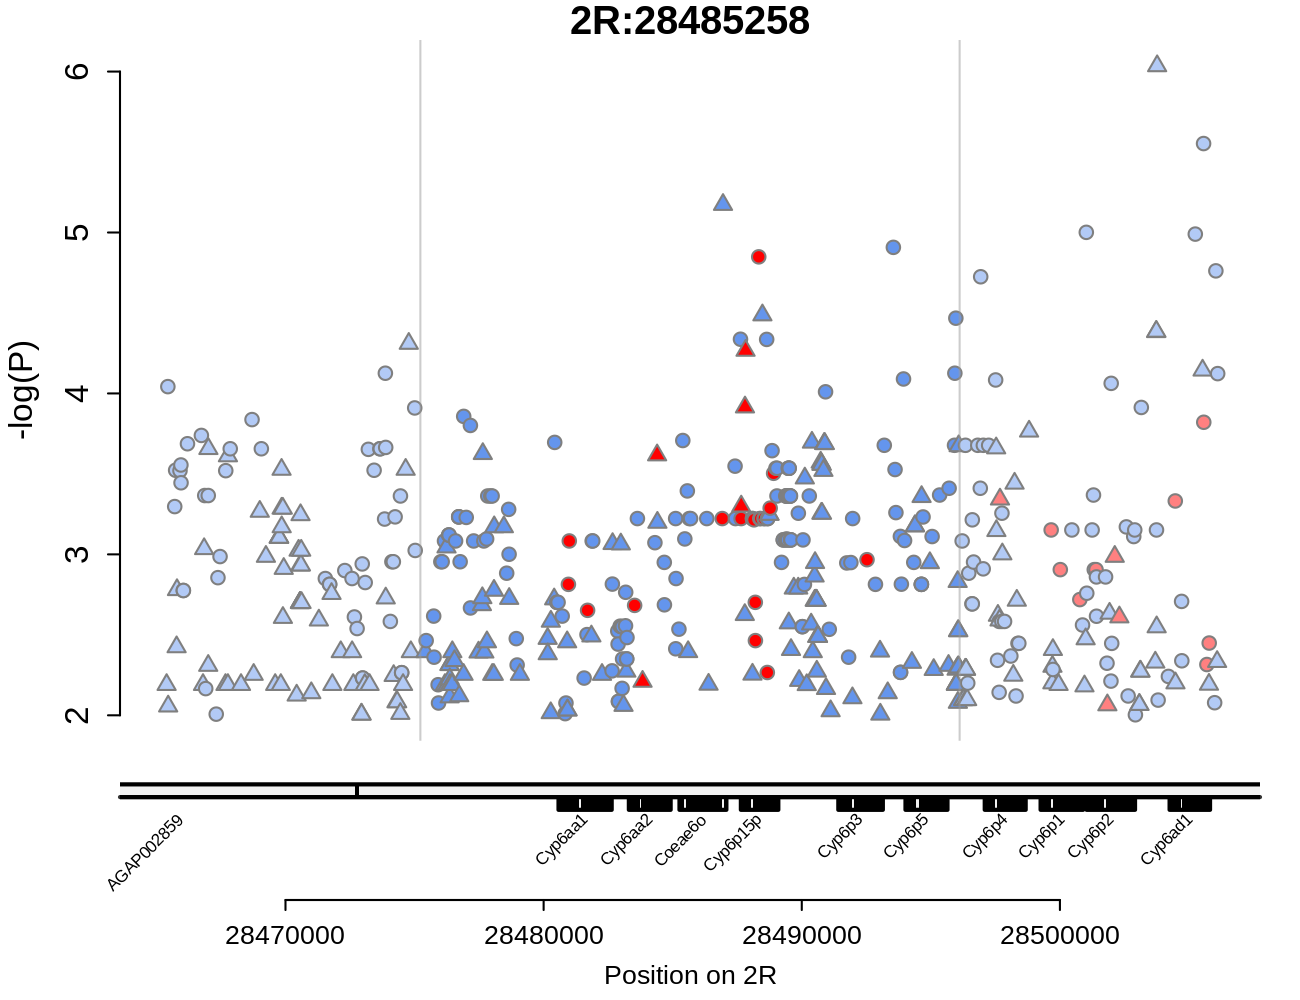 2R:28485258
6
5
4
3
2
-log(P)
AGAP002859
Cyp6aa1
Cyp6aa2
Coeae6o
Cyp6p15p
Cyp6p3
Cyp6p5
Cyp6p4
Cyp6p1
Cyp6p2
Cyp6ad1
28470000
28480000
28490000
28500000
Position on 2R